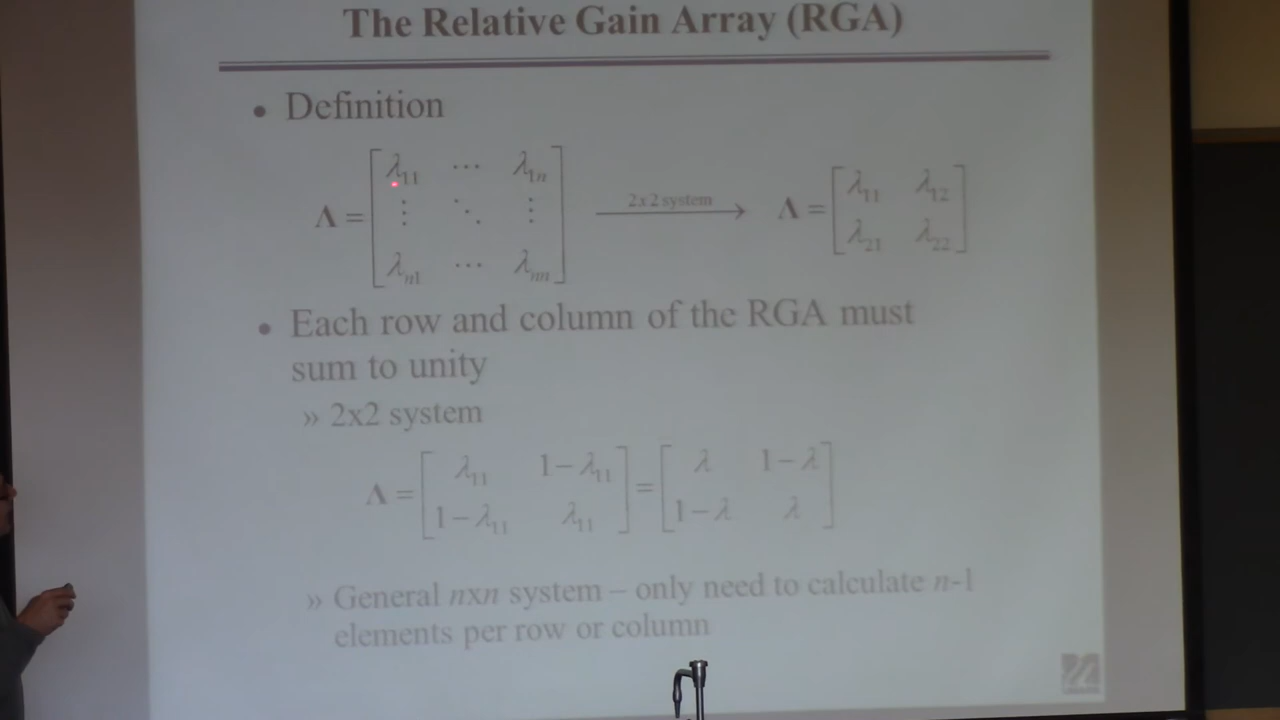 The Relative Gain Array (RGA)
• Definition
Λ = [λ₁₁ ⋯ λ₁ₙ; ⋮ ⋱ ⋮; λₙ₁ ⋯ λₙₙ] 2x2 system → Λ = [λ₁₁ λ₁₂; λ₂₁ λ₂₂]
• Each row and column of the RGA must
sum to unity
» 2x2 system
Λ = [λ₁₁ 1−λ₁₁; 1−λ₁₁ λ₁₁] = [λ 1−λ; 1−λ λ]
» General nxn system – only need to calculate n-1
elements per row or column